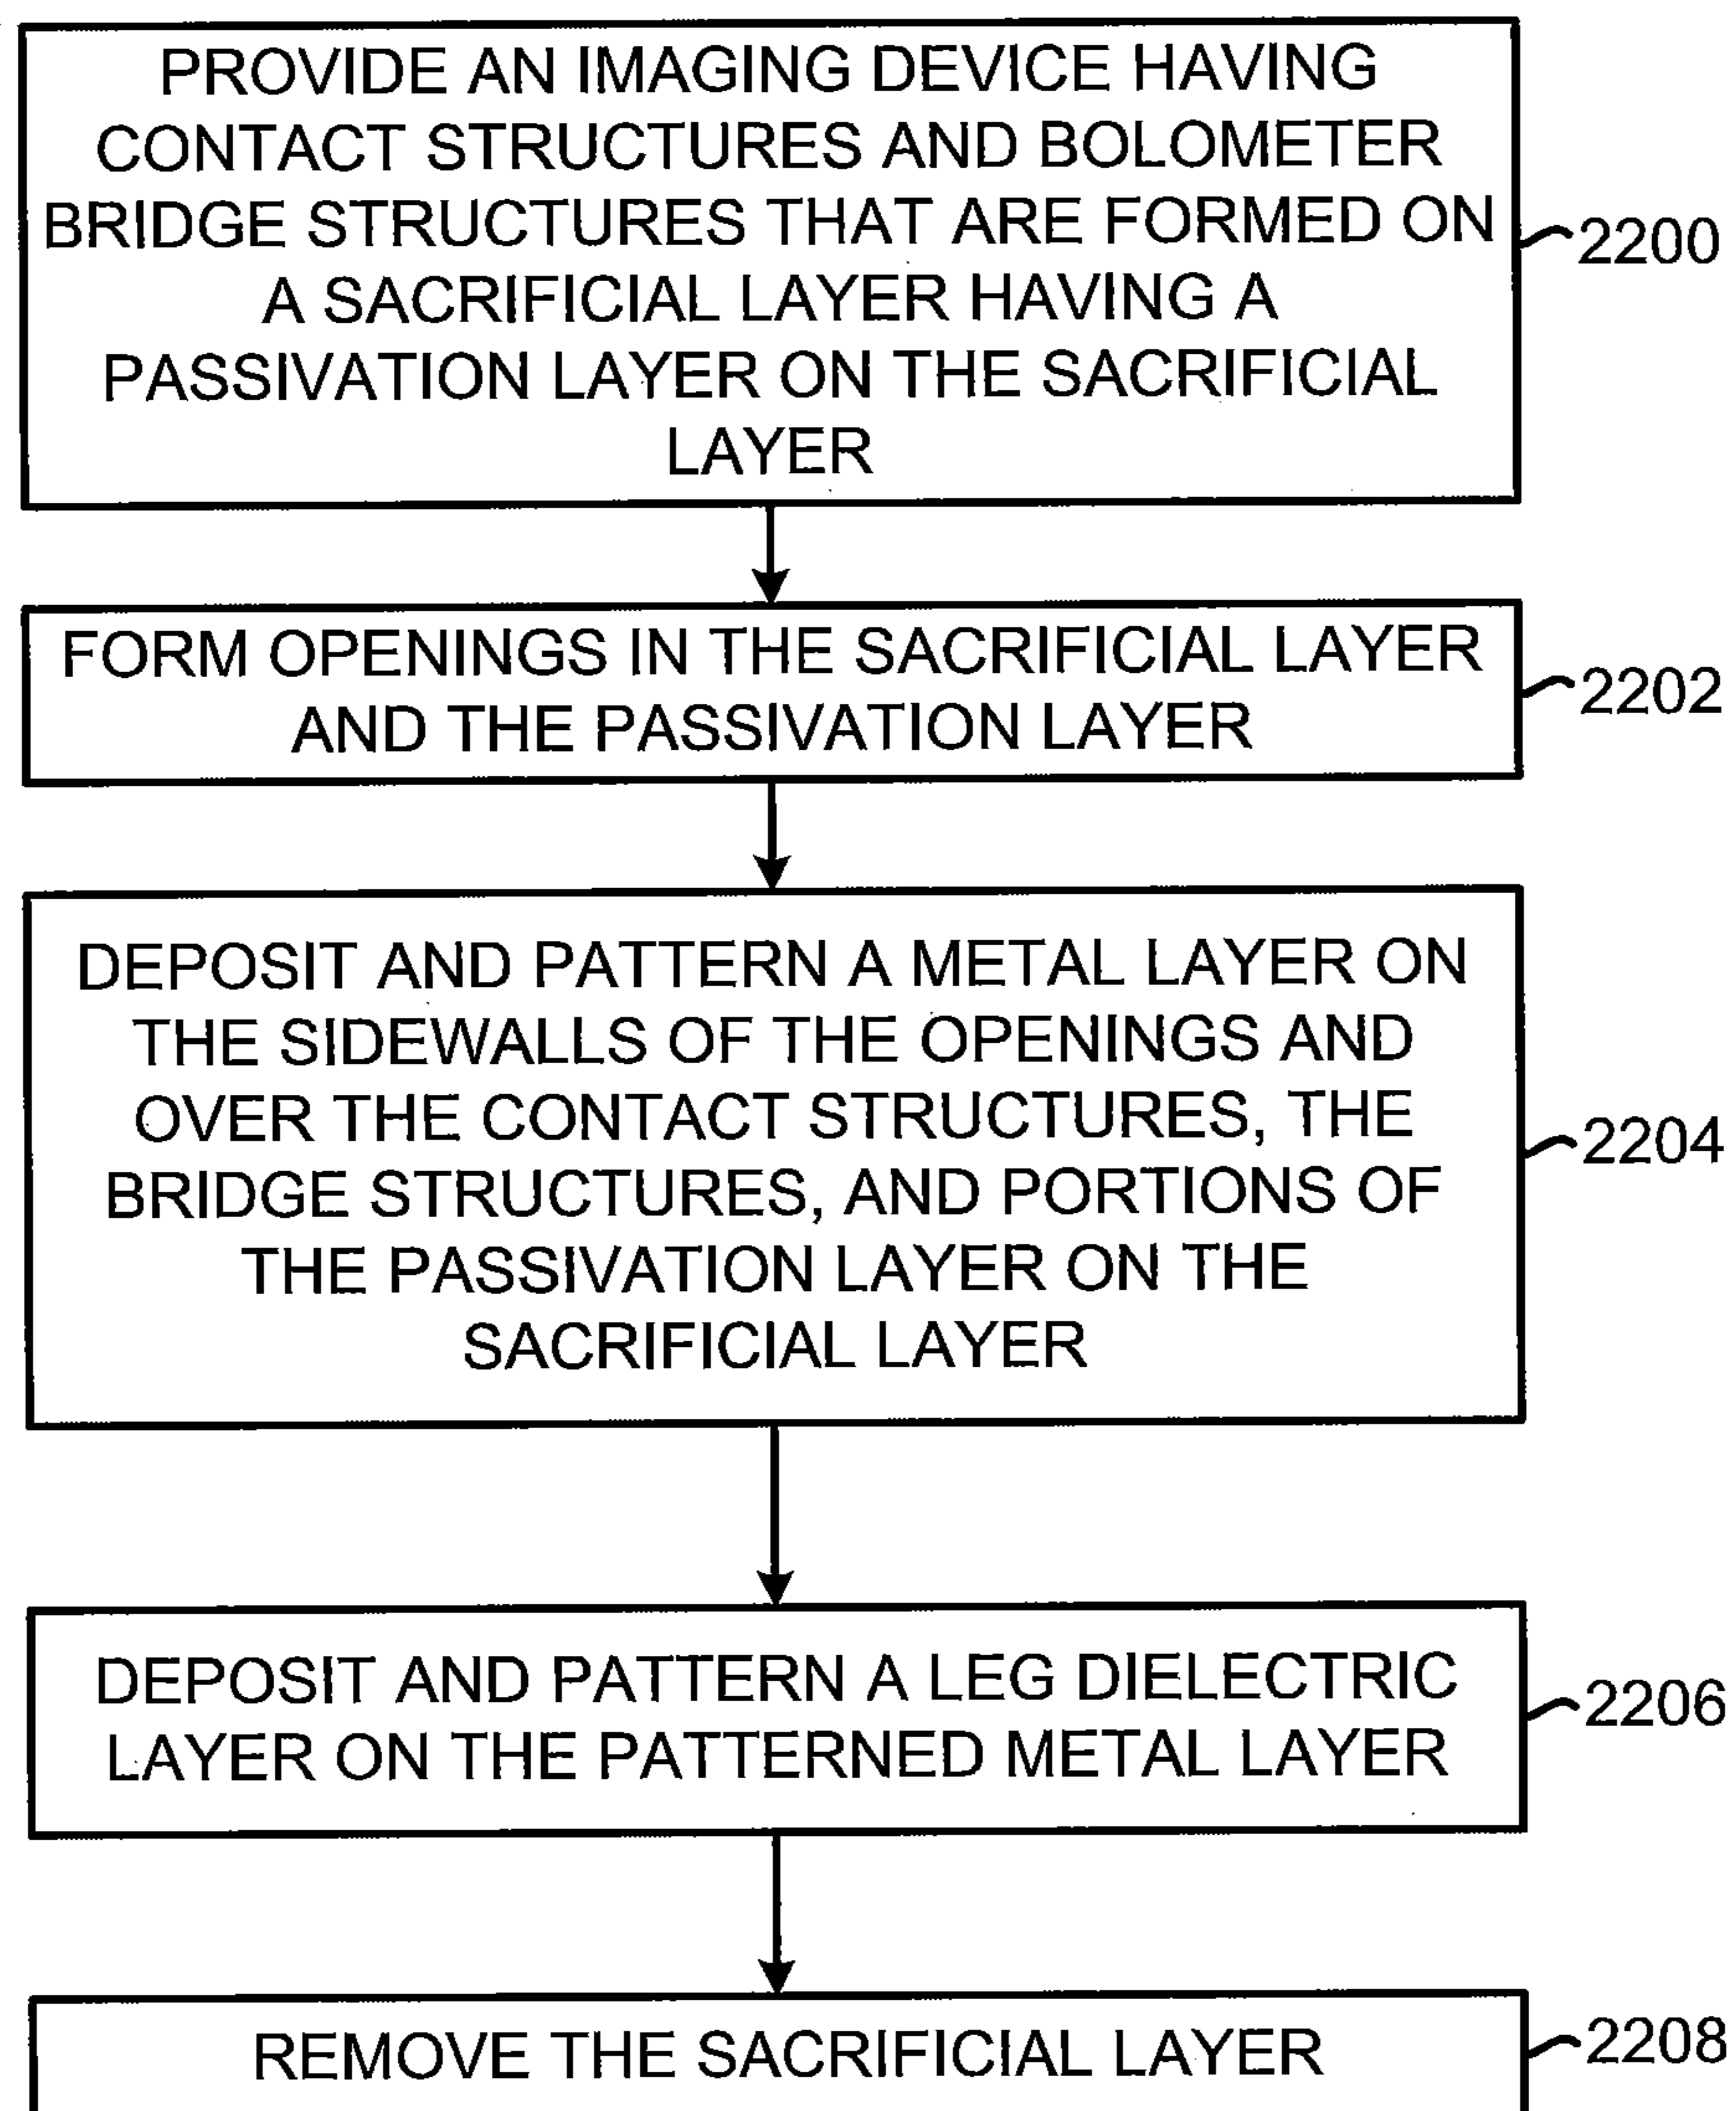 PROVIDE AN IMAGING DEVICE HAVING
CONTACT STRUCTURES AND BOLOMETER
BRIDGE STRUCTURES THAT ARE FORMED ON
A SACRIFICIAL LAYER HAVING A
PASSIVATION LAYER ON THE SACRIFICIAL
LAYER
2200
FORM OPENINGS IN THE SACRIFICIAL LAYER
AND THE PASSIVATION LAYER
2202
DEPOSIT AND PATTERN A METAL LAYER ON
THE SIDEWALLS OF THE OPENINGS AND
OVER THE CONTACT STRUCTURES, THE
BRIDGE STRUCTURES, AND PORTIONS OF
THE PASSIVATION LAYER ON THE
SACRIFICIAL LAYER
2204
DEPOSIT AND PATTERN A LEG DIELECTRIC
LAYER ON THE PATTERNED METAL LAYER
2206
REMOVE THE SACRIFICIAL LAYER
2208